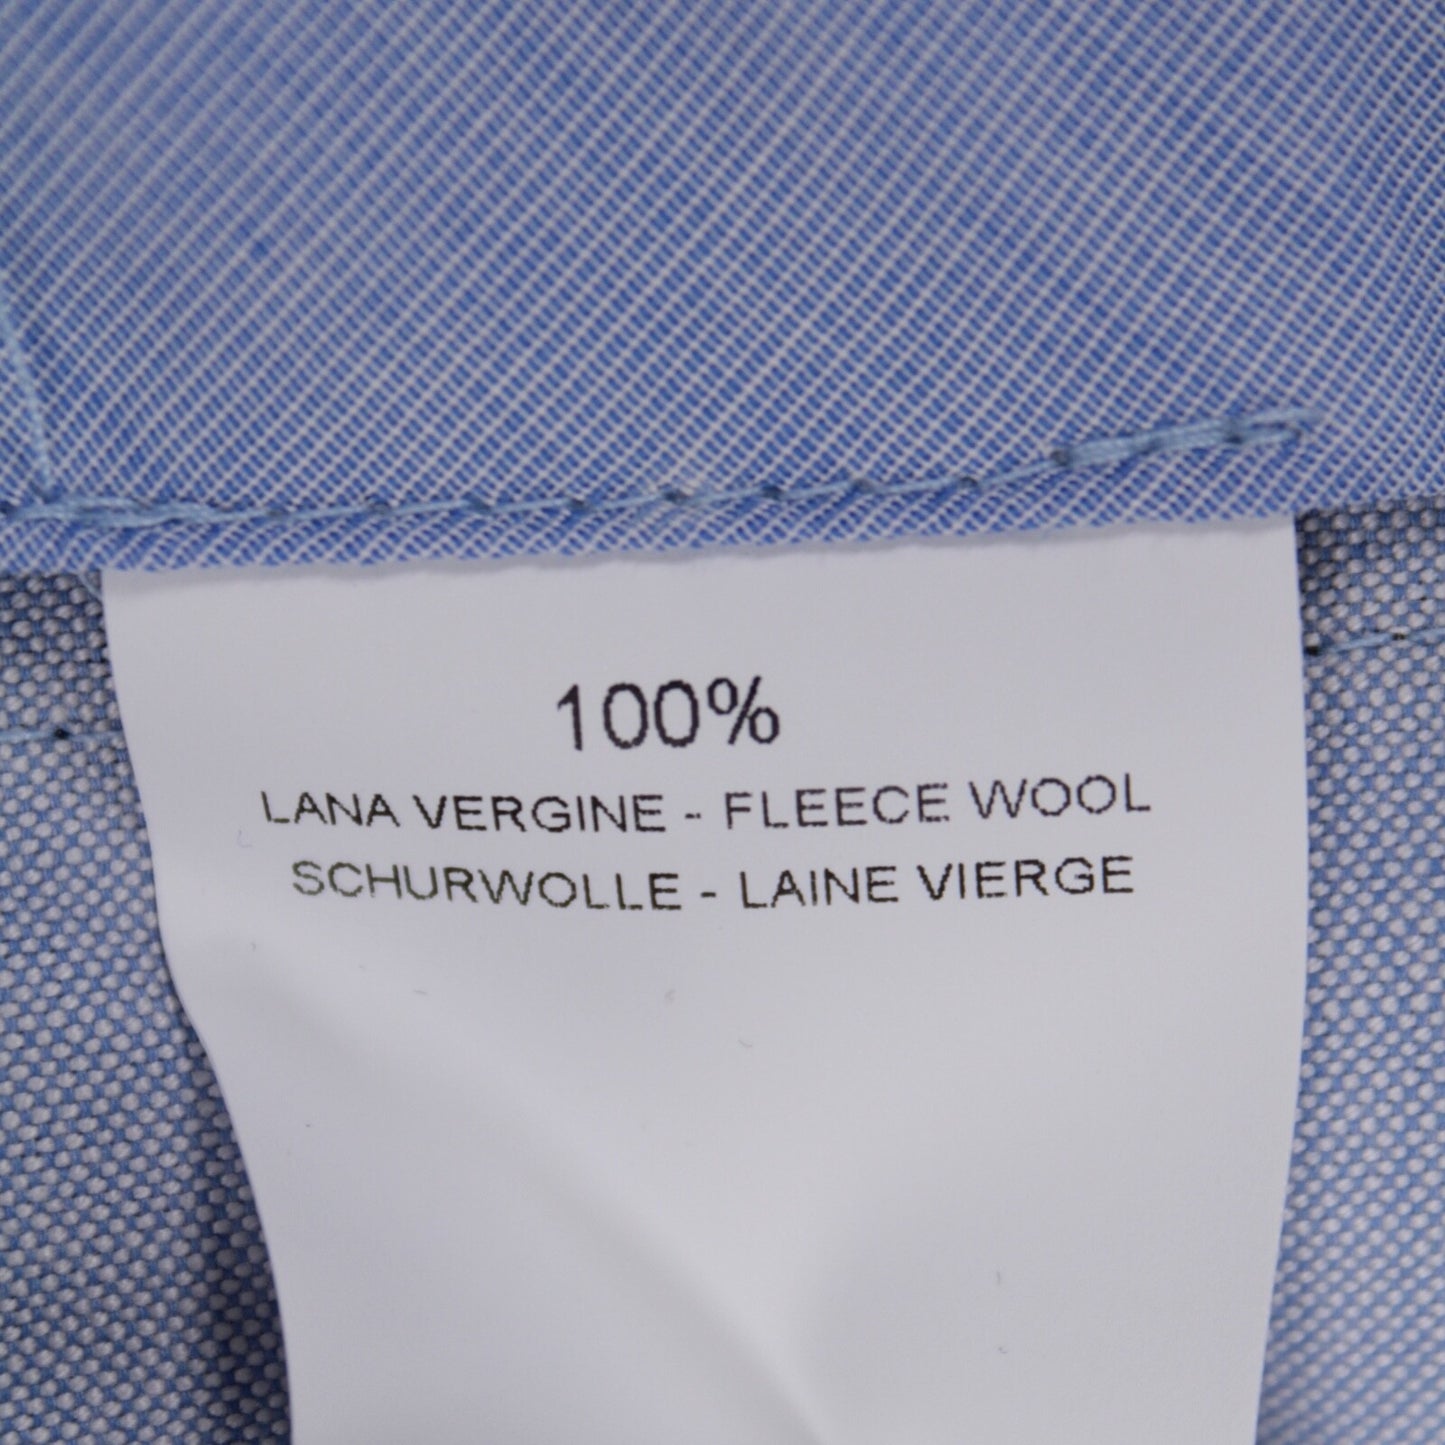 100%
LANA VERGINE - FLEECE WOOL
SCHURWOLLE - LAINE VIERGE